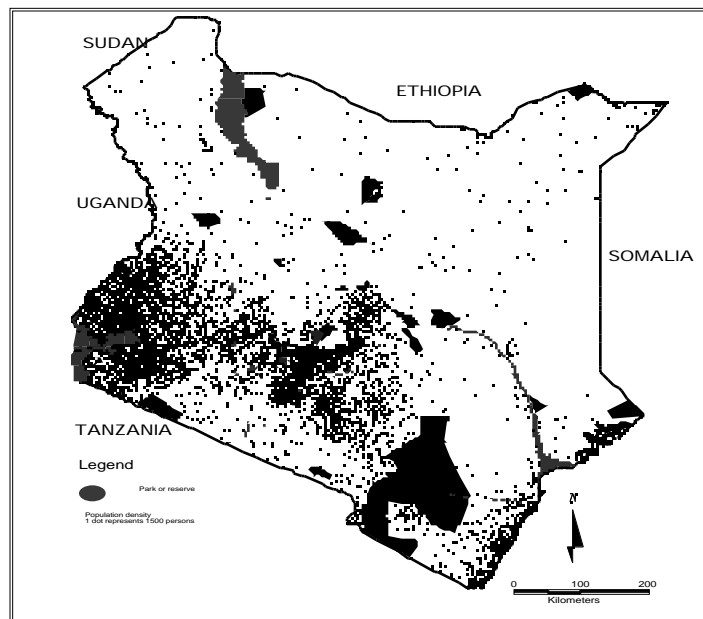 SUDAN
ETHIOPIA
UGANDA
SOMALIA
TANZANIA
Legend
Park or reserve
Population density
1 dot represents 1500 persons
N
0 100 200
Kilometers